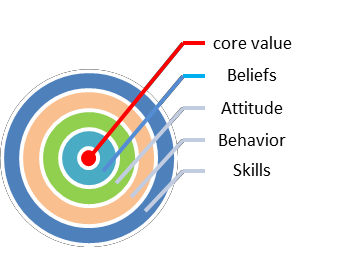 core value
Beliefs
Attitude
Behavior
Skills